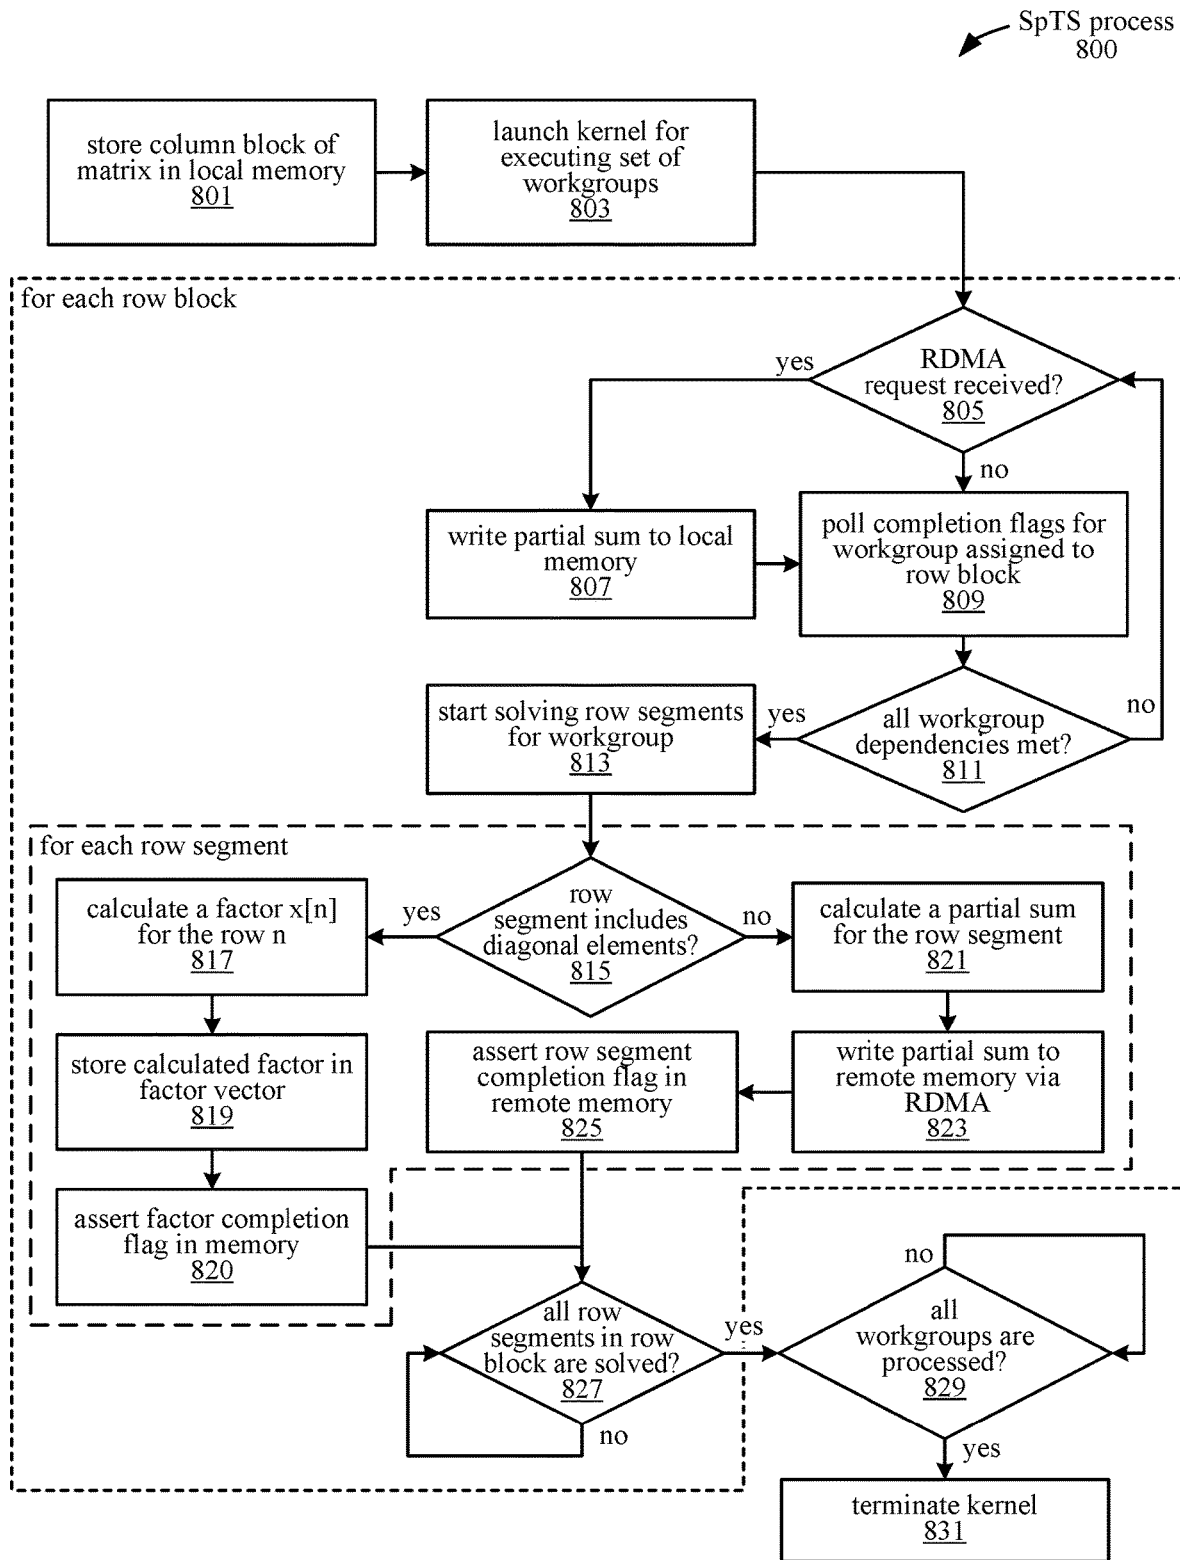 SpTS process
800
store column block of
matrix in local memory
801
launch kernel for
executing set of
workgroups
803
for each row block
RDMA
request received?
805
yes
no
write partial sum to local
memory
807
poll completion flags for
workgroup assigned to
row block
809
start solving row segments
for workgroup
813
yes
all workgroup
dependencies met?
811
no
for each row segment
calculate a factor x[n]
for the row n
817
yes
row
segment includes
diagonal elements?
815
no
calculate a partial sum
for the row segment
821
store calculated factor in
factor vector
819
assert row segment
completion flag in
remote memory
825
write partial sum to
remote memory via
RDMA
823
assert factor completion
flag in memory
820
all row
segments in row
block are solved?
827
yes
no
no
all
workgroups are
processed?
829
yes
terminate kernel
831